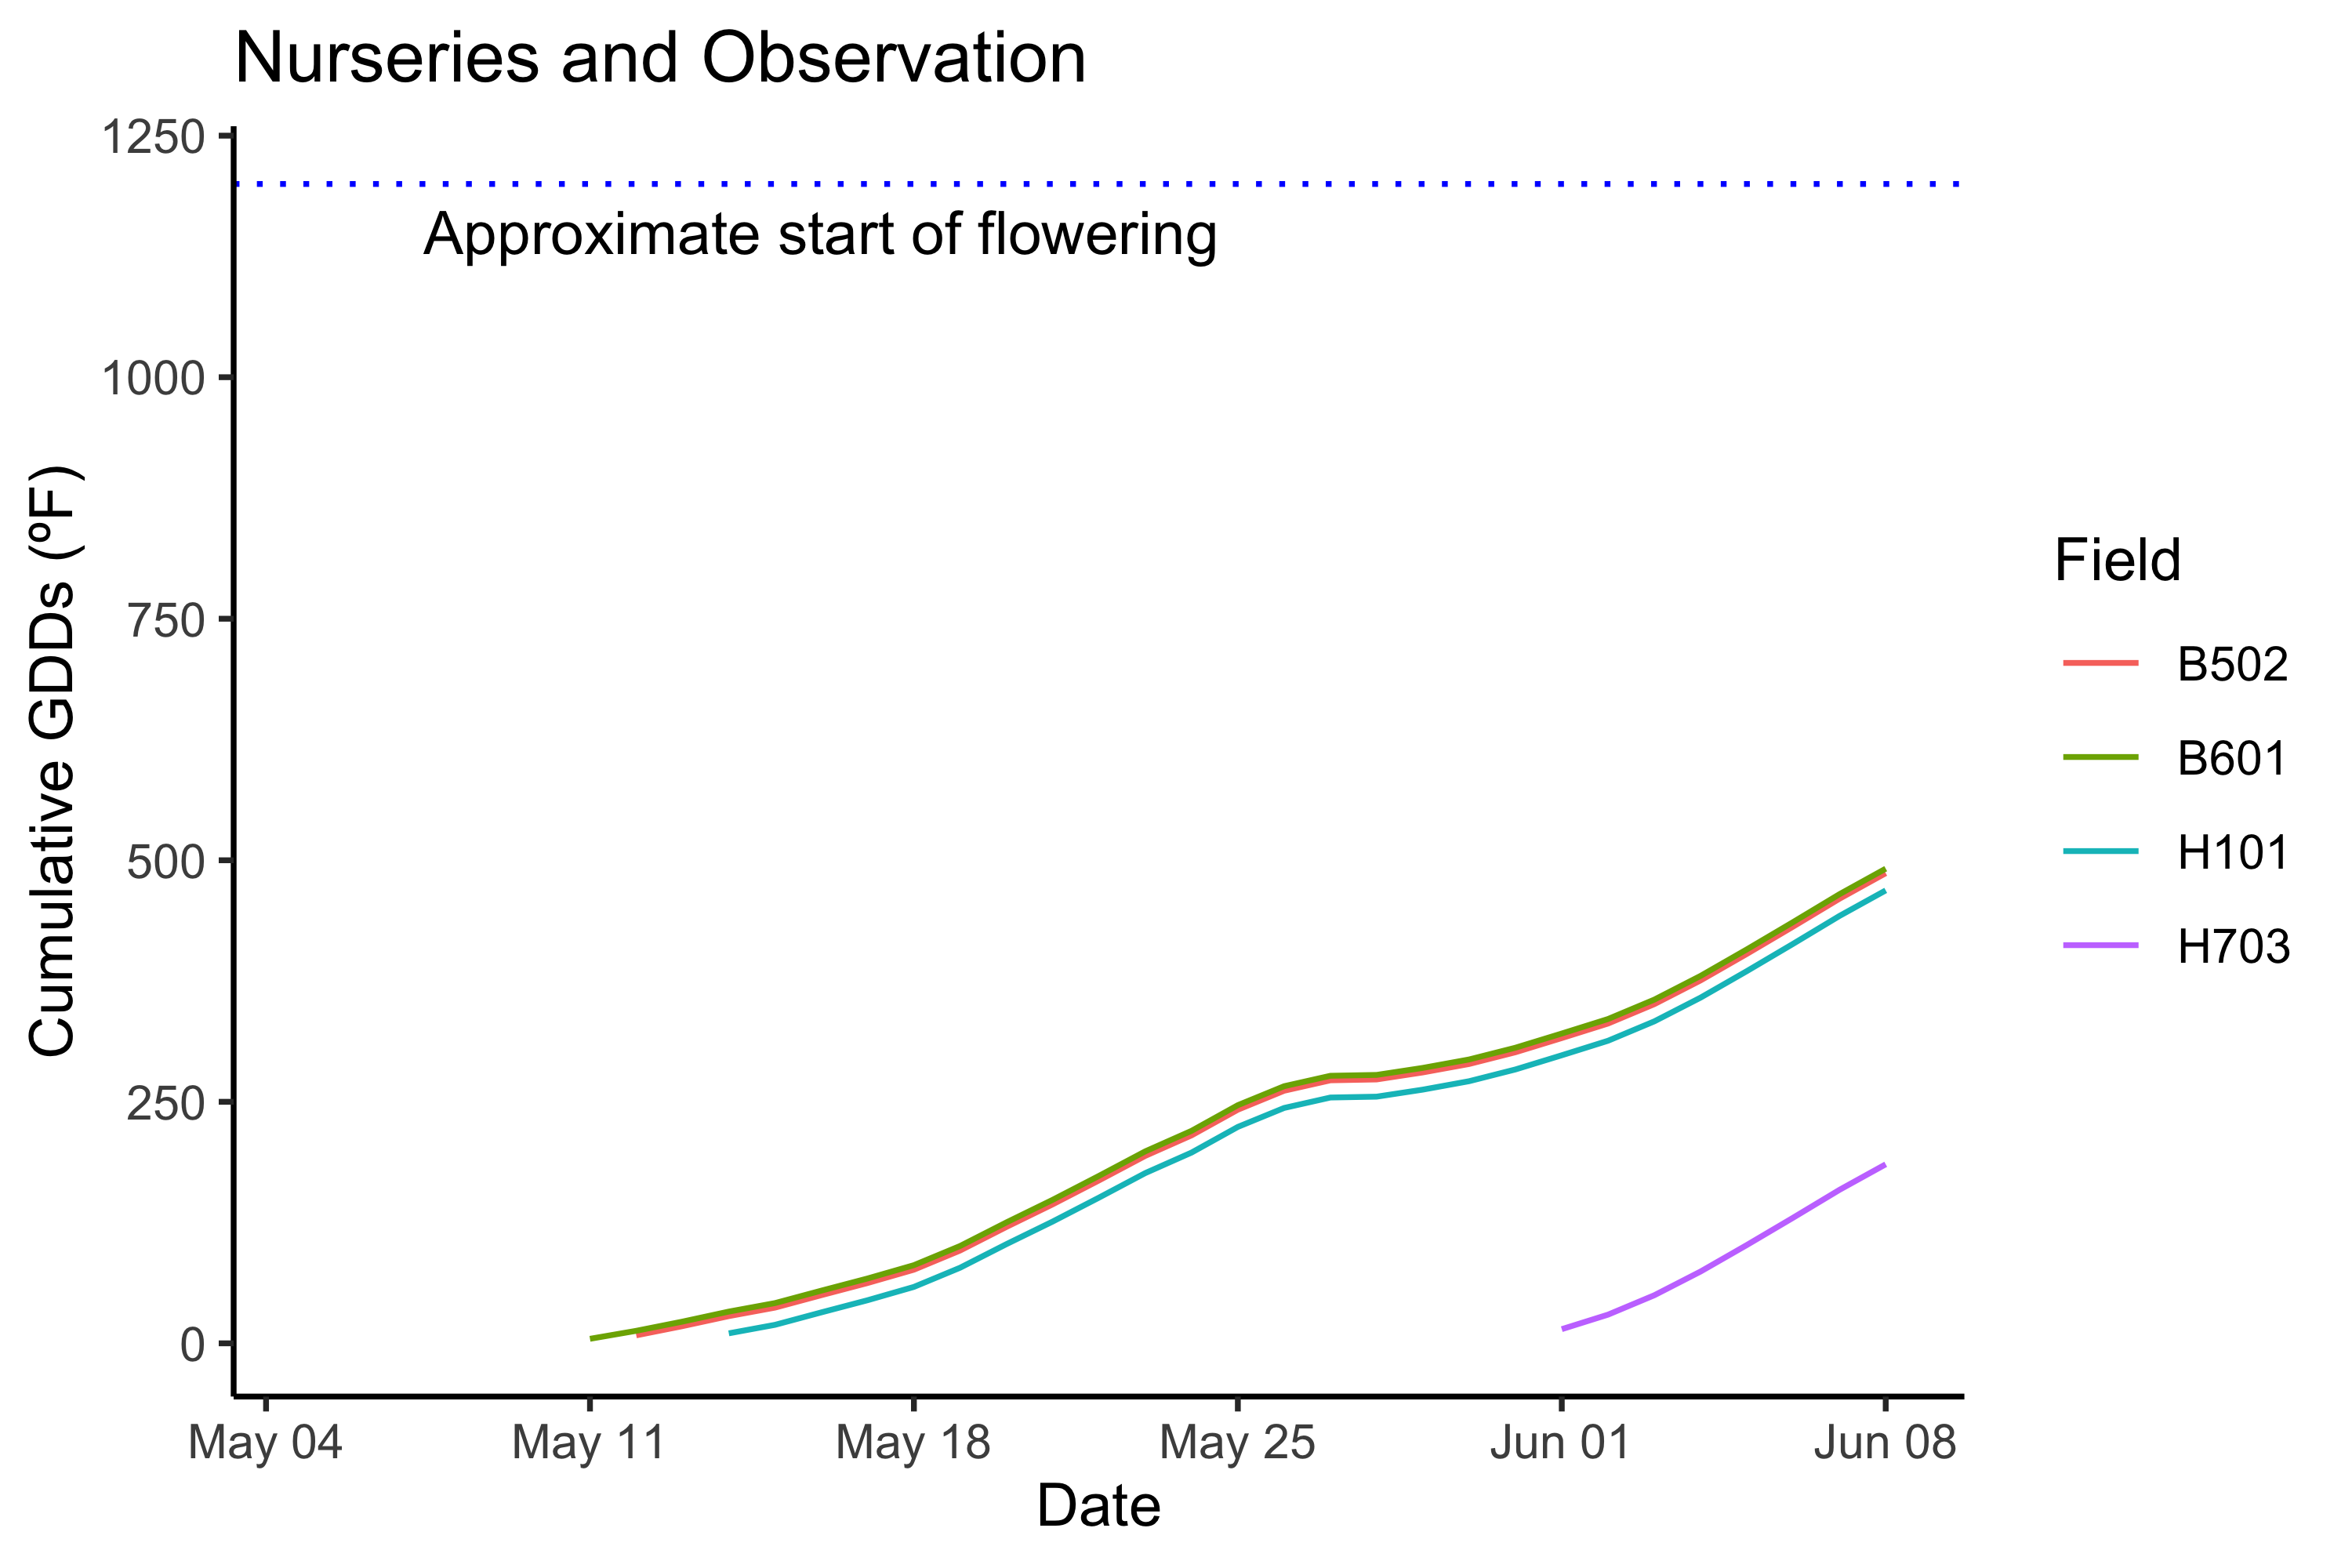 Nurseries and Observation
1250
Approximate start of flowering
1000
750
500
250
0
Cumulative GDDs (ºF)
May 04
May 11
May 18
May 25
Jun 01
Jun 08
Date
Field
B502
B601
H101
H703